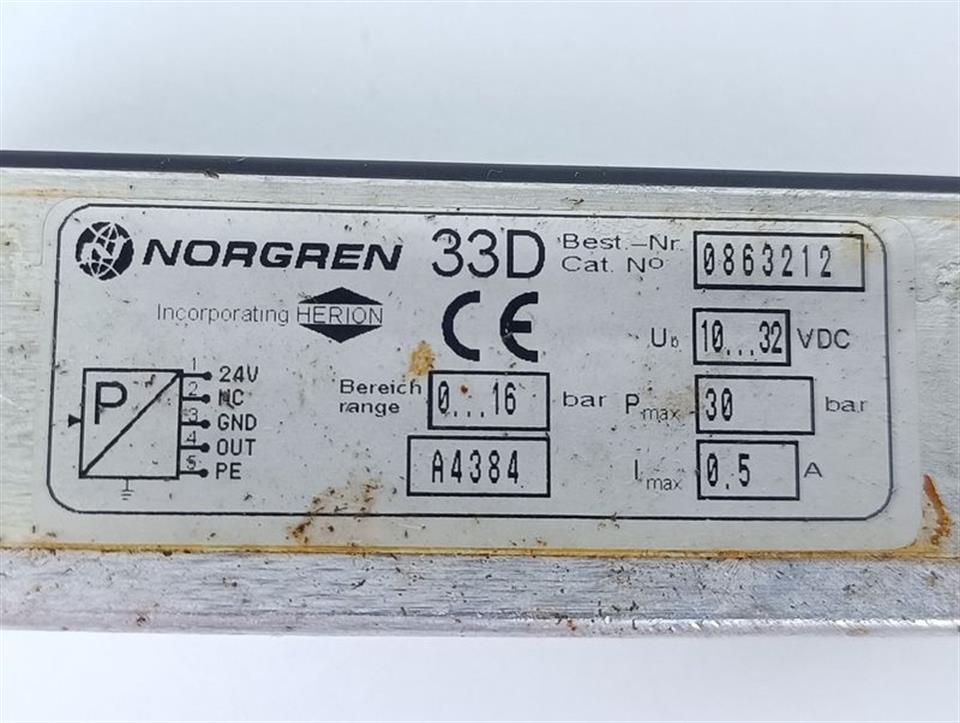 NORGREN 33D
Best.-Nr.
Cat. No 0863212
Incorporating HERION
CE
Ub 10...32 VDC
Bereich
range 0...16 bar
Pmax 30 bar
A4384
Imax 0.5 A
P
1 24V
2 NC
3 GND
4 OUT
5 PE